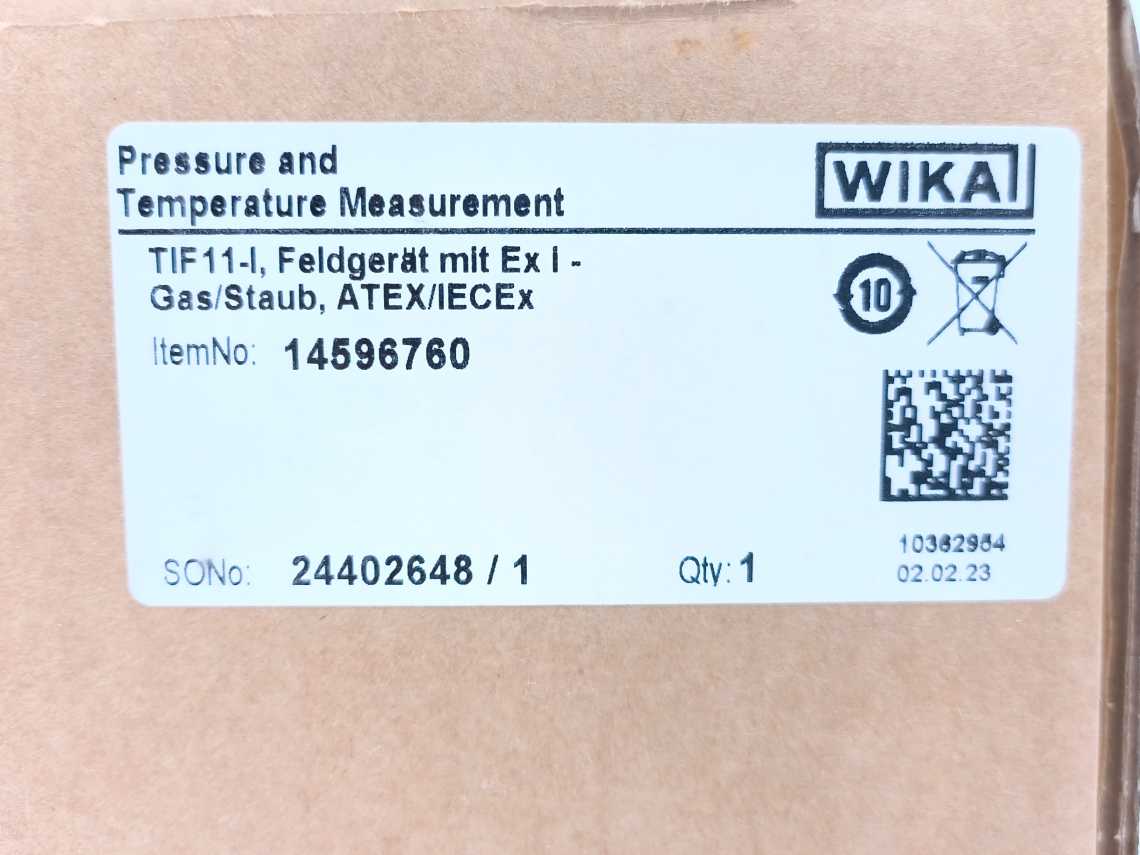 Pressure and
Temperature Measurement
WIKAI
TIF11-I, Feldgerät mit Ex I -
Gas/Staub, ATEX/IECEx
10
ItemNo: 14596760
SONo: 24402648 / 1
Qty: 1
10362954
02.02.23